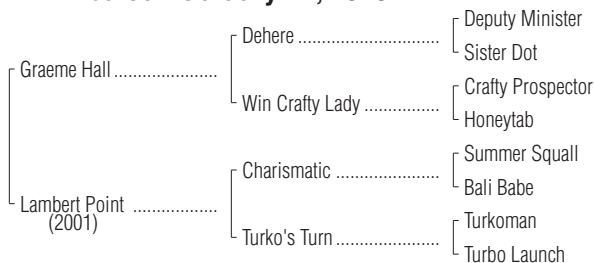 Deputy Minister
Dehere
Sister Dot
Graeme Hall
Crafty Prospector
Win Crafty Lady
Honeytab
Summer Squall
Charismatic
Bali Babe
Lambert Point
(2001)
Turkoman
Turko's Turn
Turbo Launch